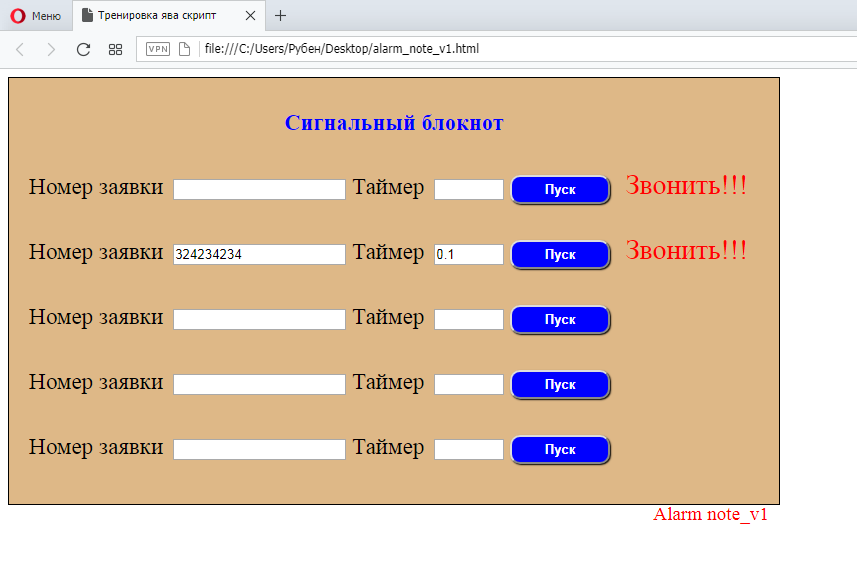 Меню
Тренировка ява скрипт
VPN file:///C:/Users/Рубен/Desktop/alarm_note_v1.html
Сигнальный блокнот
Номер заявки Таймер Пуск Звонить!!!
Номер заявки 324234234 Таймер 0.1 Пуск Звонить!!!
Номер заявки Таймер Пуск
Номер заявки Таймер Пуск
Номер заявки Таймер Пуск
Alarm note_v1